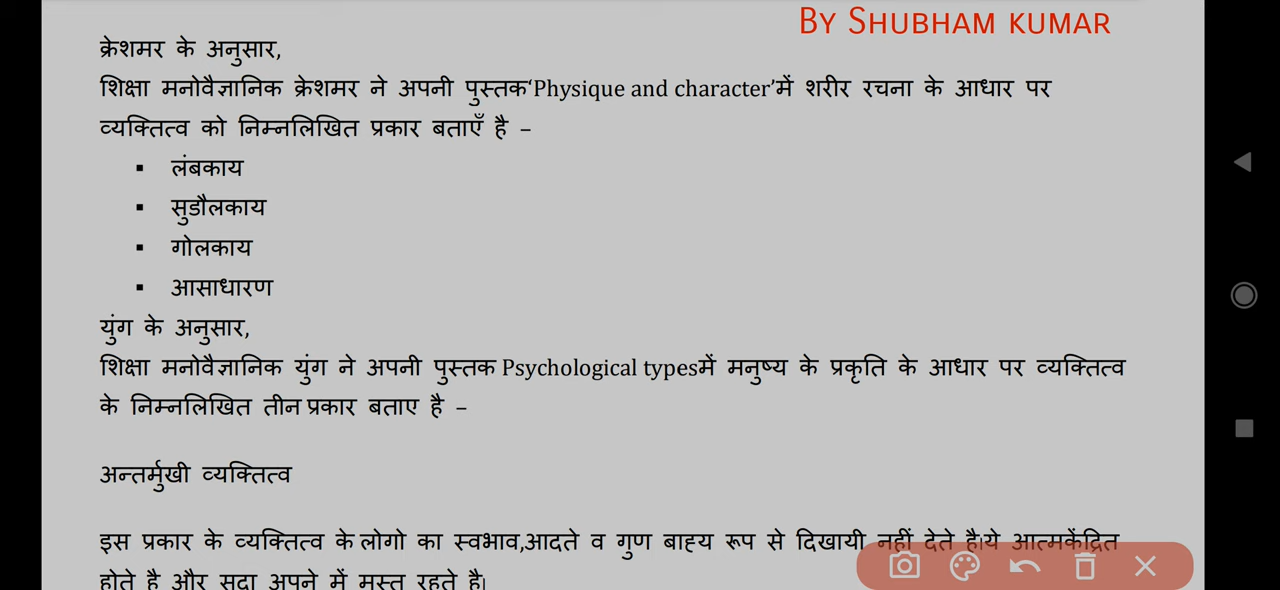 By Shubham kumar
क्रेशमर के अनुसार,
शिक्षा मनोवैज्ञानिक क्रेशमर ने अपनी पुस्तक‘Physique and character’में शरीर रचना के आधार पर
व्यक्तित्व को निम्नलिखित प्रकार बताएँ है –
▪ लंबकाय
▪ सुडौलकाय
▪ गोलकाय
▪ आसाधारण
युंग के अनुसार,
शिक्षा मनोवैज्ञानिक युंग ने अपनी पुस्तक Psychological typesमें मनुष्य के प्रकृति के आधार पर व्यक्तित्व
के निम्नलिखित तीन प्रकार बताए है –
अन्तर्मुखी व्यक्तित्व
इस प्रकार के व्यक्तित्व के लोगो का स्वभाव,आदते व गुण बाह्य रूप से दिखायी नहीं देते है।ये आत्मकेंद्रित
होते है और सदा अपने में मस्त रहते है।